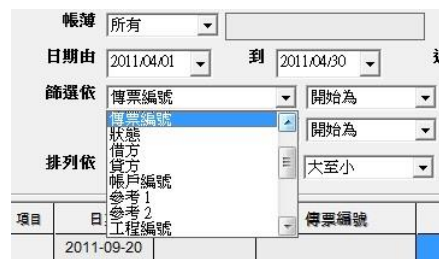 帳薄 所有
日期由 2011/04/01 到 2011/04/30
篩選依 傳票編號 開始為
傳票編號
狀態 開始為
借方
貸方
排列依 大至小
帳戶編號
參考 1
參考 2
工程編號
項目 傳票編號
2011-09-20